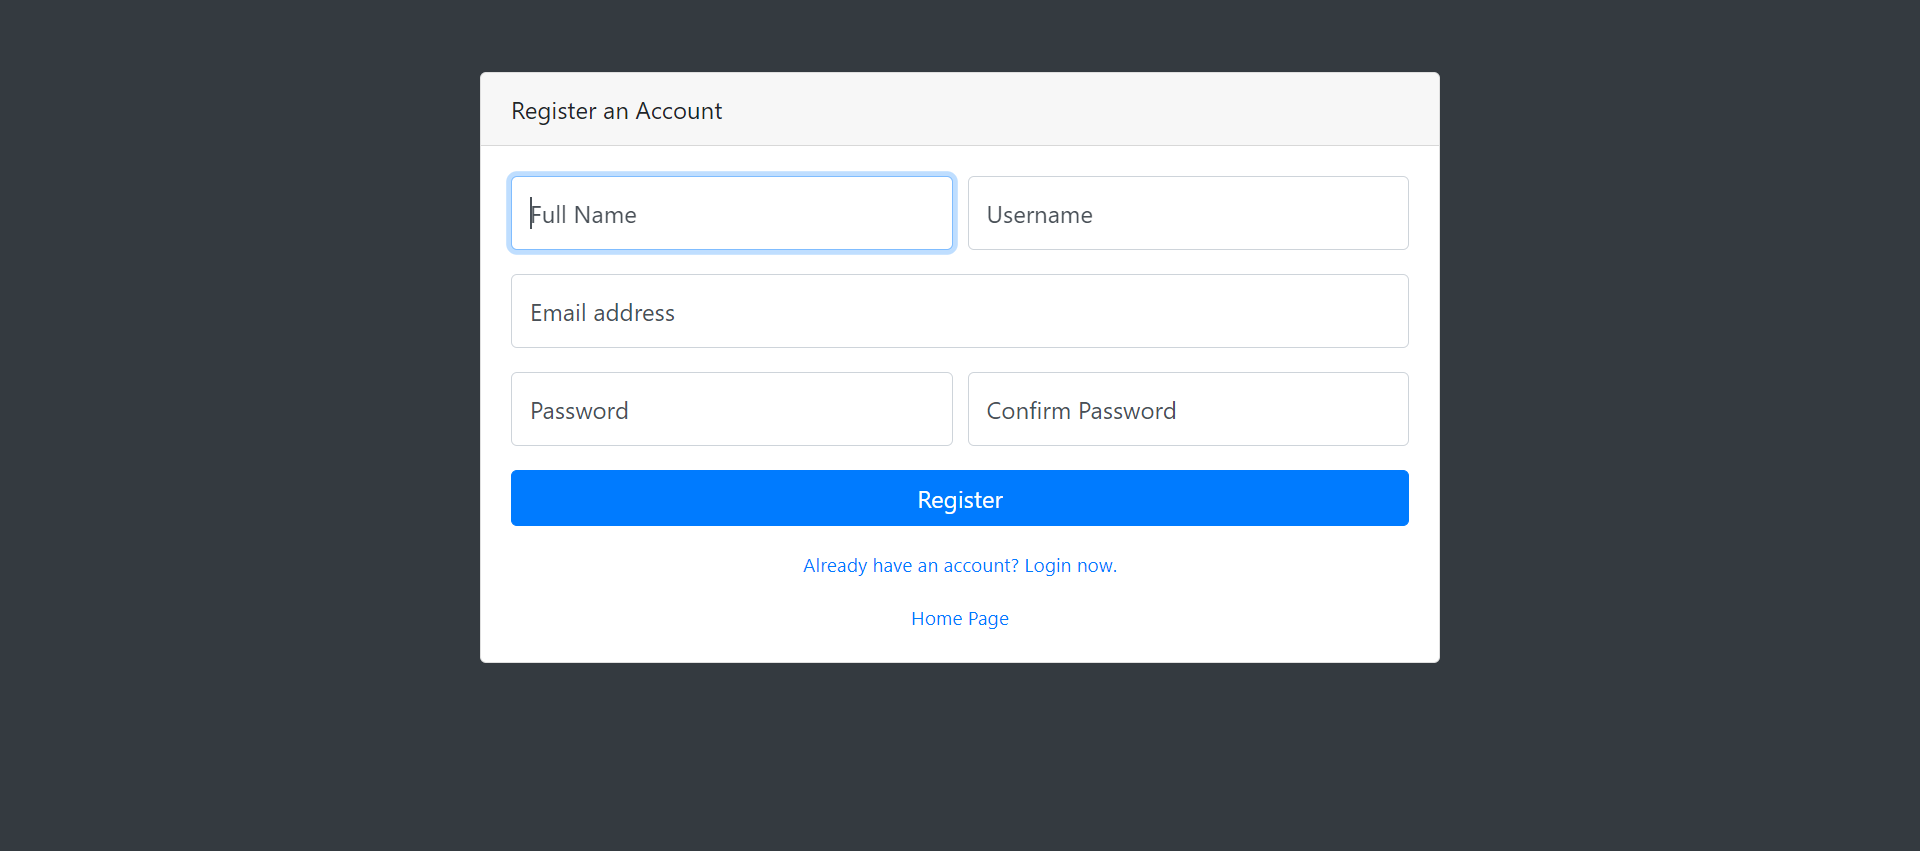 Register an Account
Full Name
Username
Email address
Password
Confirm Password
Register
Already have an account? Login now.
Home Page